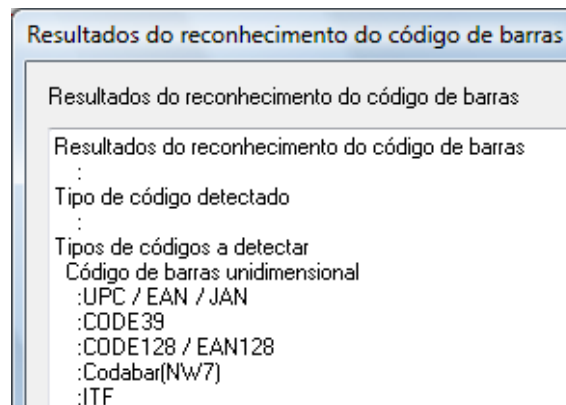 Resultados do reconhecimento do código de barras
Resultados do reconhecimento do código de barras
Resultados do reconhecimento do código de barras
:
Tipo de código detectado
:
Tipos de códigos a detectar
Código de barras unidimensional
:UPC / EAN / JAN
:CODE39
:CODE128 / EAN128
:Codabar(NW7)
:ITF